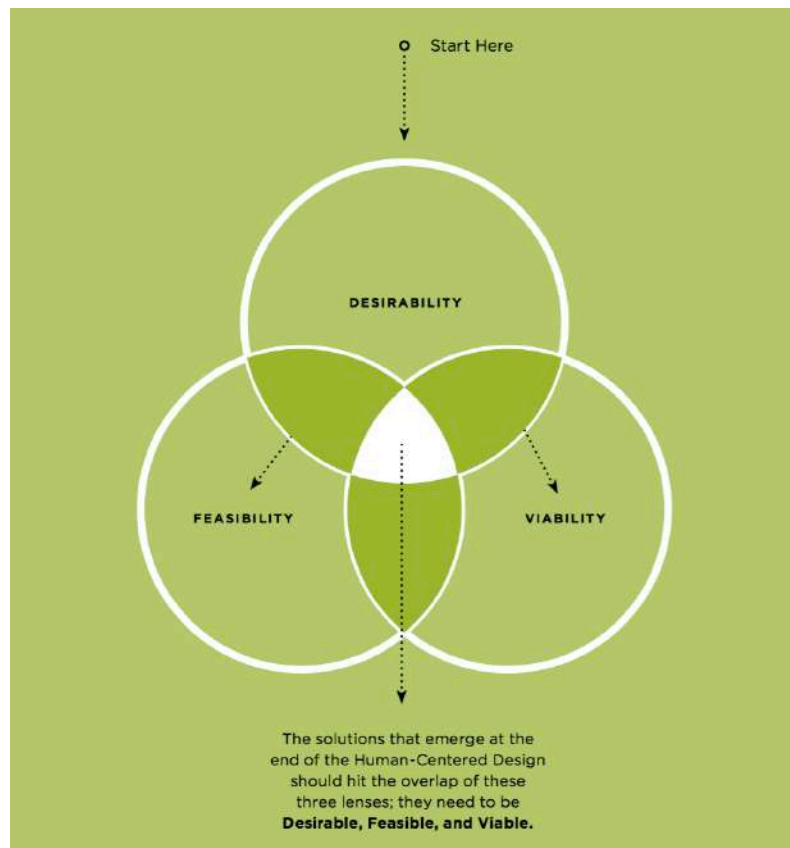 Start Here
DESIRABILITY
FEASIBILITY
VIABILITY
The solutions that emerge at the
end of the Human-Centered Design
should hit the overlap of these
three lenses; they need to be
Desirable, Feasible, and Viable.